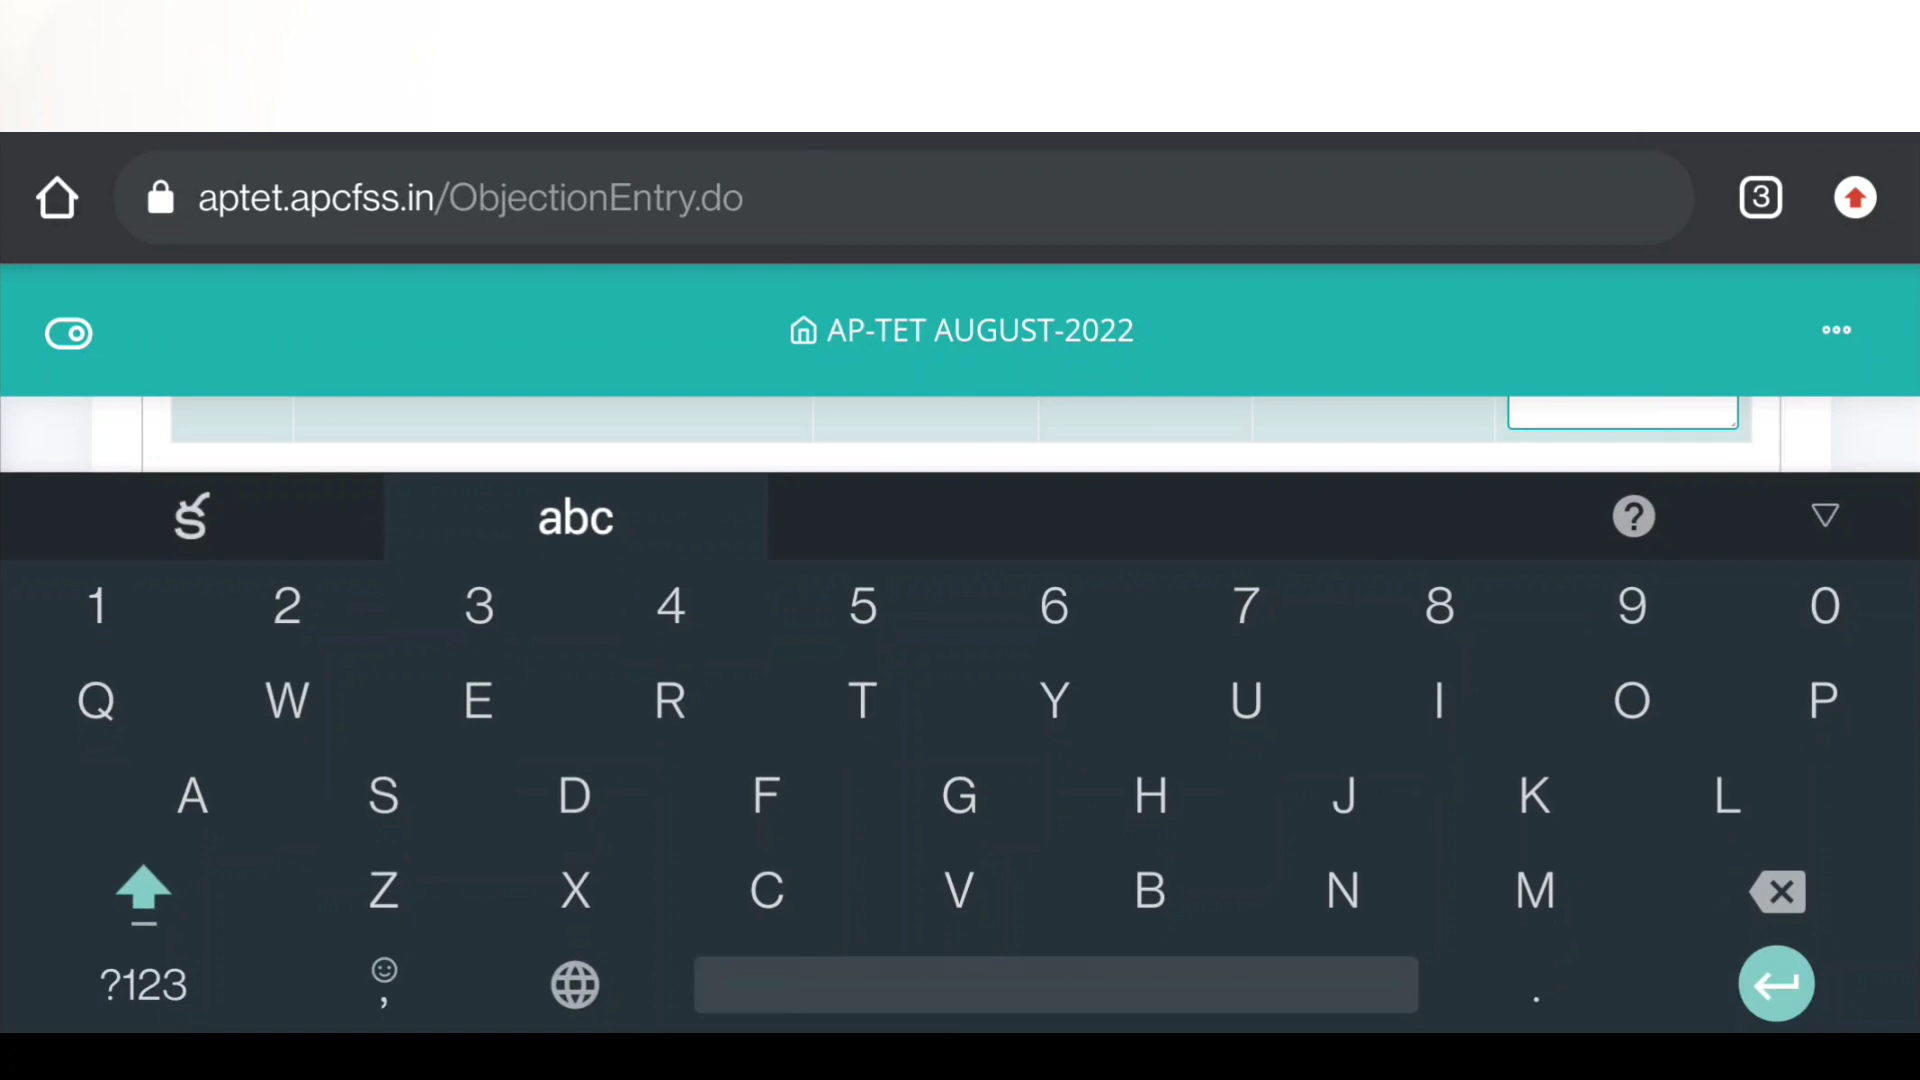 aptet.apcfss.in/ObjectionEntry.do
3
AP-TET AUGUST-2022
క abc ?
1 2 3 4 5 6 7 8 9 0
Q W E R T Y U I O P
A S D F G H J K L
Z X C V B N M
?123 , .